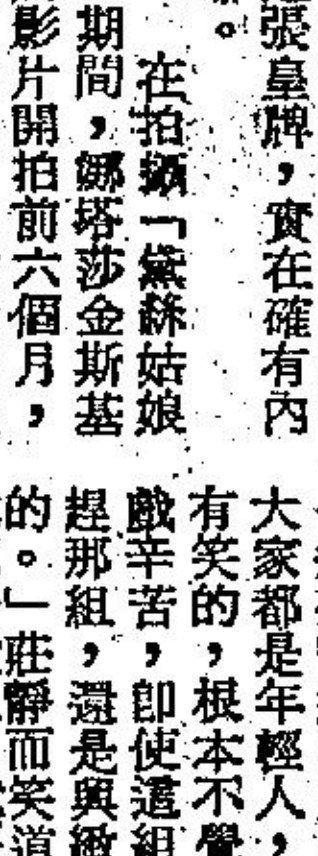 張皇牌，實在確有內
。
在拍攝「黛絲姑娘
期間，娜塔莎金斯基
影片開拍前六個月，
大家都是年輕人，
有笑的，根本不覺
戲辛苦，即使這組
趕那組，還是興緻
的。」莊靜而笑道